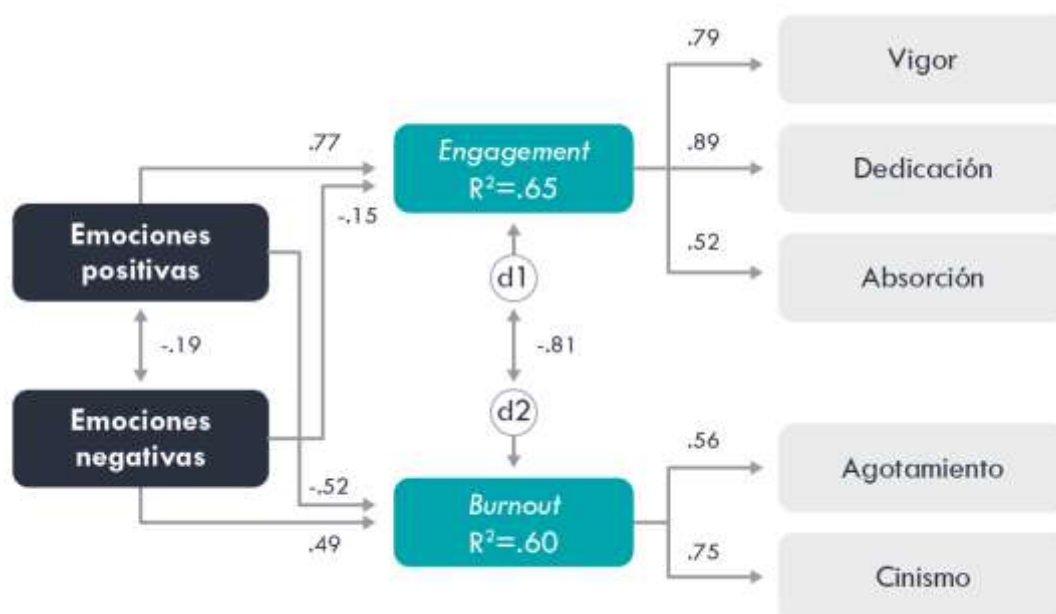 .79
Vigor
.77
Engagement
R²=.65
.89
Dedicación
-.15
Emociones
positivas
.52
Absorción
d1
-.19
-.81
d2
Emociones
negativas
.56
Agotamiento
-.52
Burnout
R²=.60
.49
.75
Cinismo